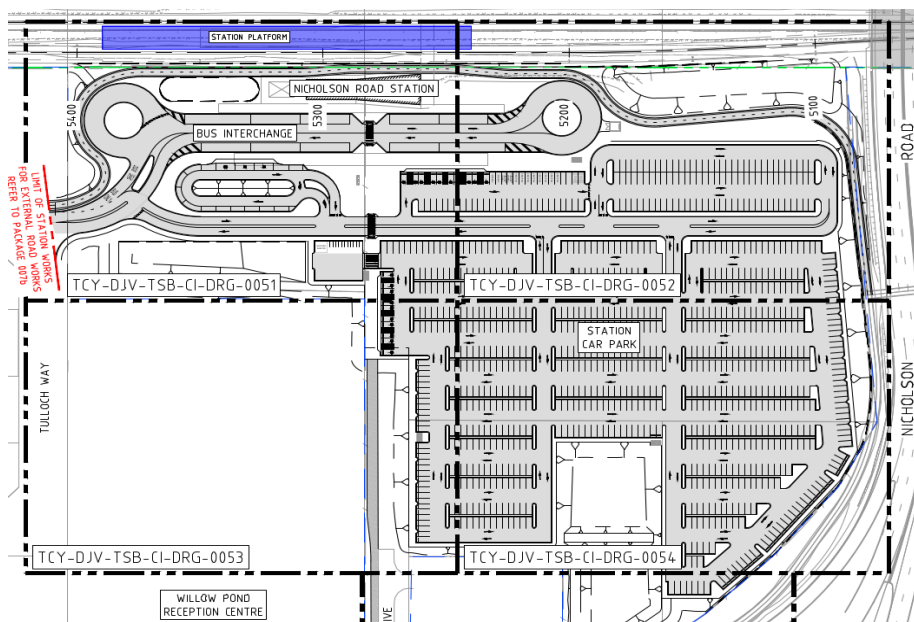 STATION PLATFORM
NICHOLSON ROAD STATION
5400
5300
5200
5100
BUS INTERCHANGE
ROAD
LIMIT OF STATION WORKS
FOR EXTERNAL ROAD WORKS
REFER TO PACKAGE 007b
TCY-DJV-TSB-CI-DRG-0051
TCY-DJV-TSB-CI-DRG-0052
STATION
CAR PARK
TULLOCH WAY
NICHOLSON
TCY-DJV-TSB-CI-DRG-0053
TCY-DJV-TSB-CI-DRG-0054
WILLOW POND
RECEPTION CENTRE
IVE